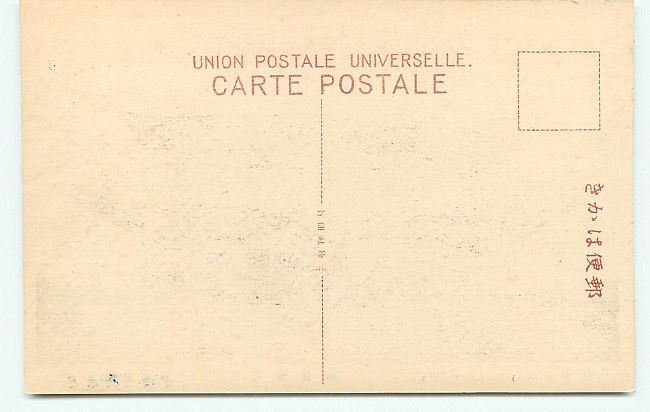 UNION POSTALE UNIVERSELLE.
CARTE POSTALE
きかは便郵